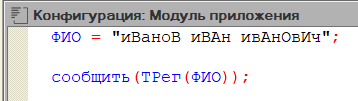 Конфигурация: Модуль приложения
ФИО = "иВаноВ иВАн ивАнОвИч";
сообщить(ТРег(ФИО));